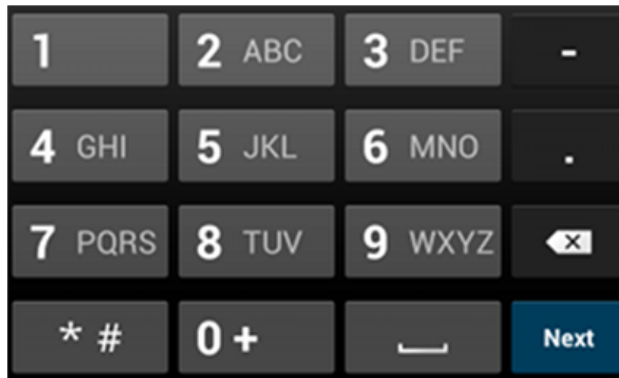 1 2 ABC 3 DEF -
4 GHI 5 JKL 6 MNO .
7 PQRS 8 TUV 9 WXYZ
* # 0 + Next